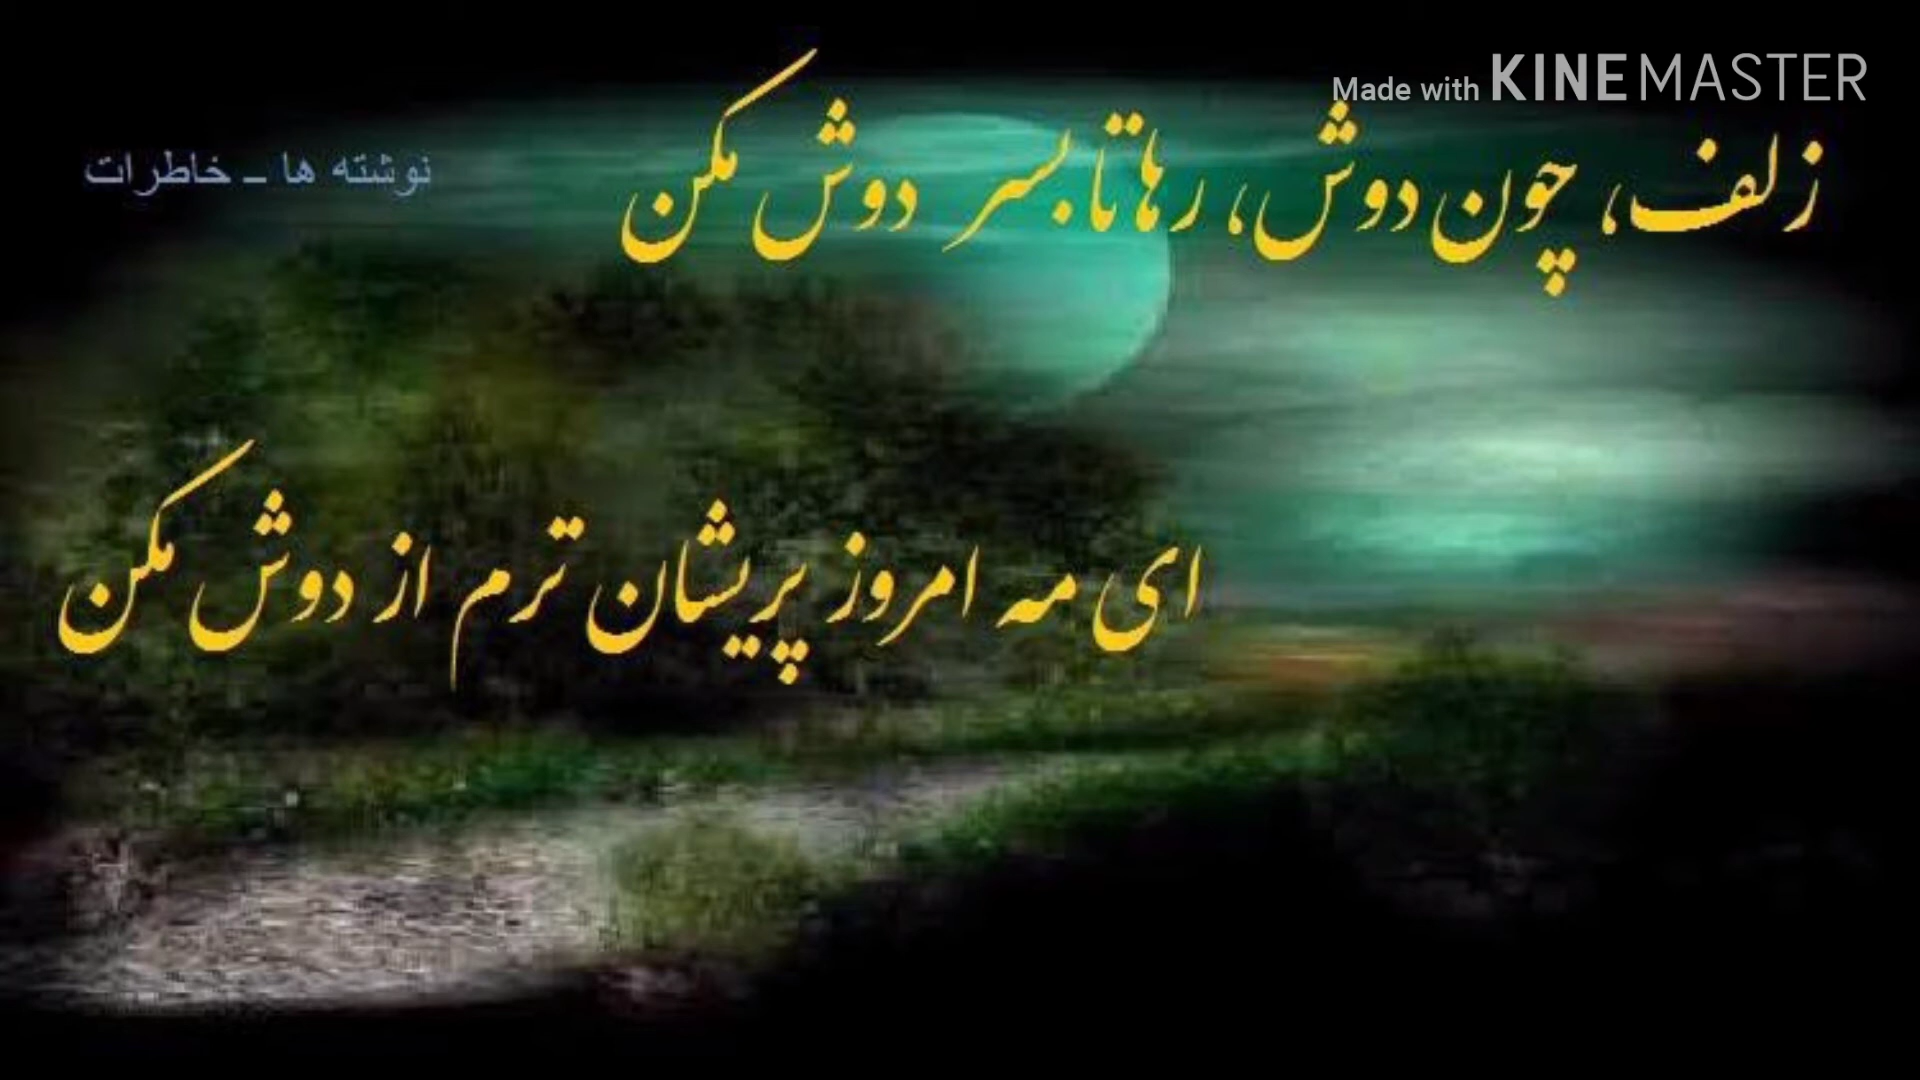 Made with KINEMASTER
زلف، چون دوش، رها تا بسر دوش مکن
نوشته ها ـ خاطرات
ای مه امروز پریشان ترم از دوش مکن